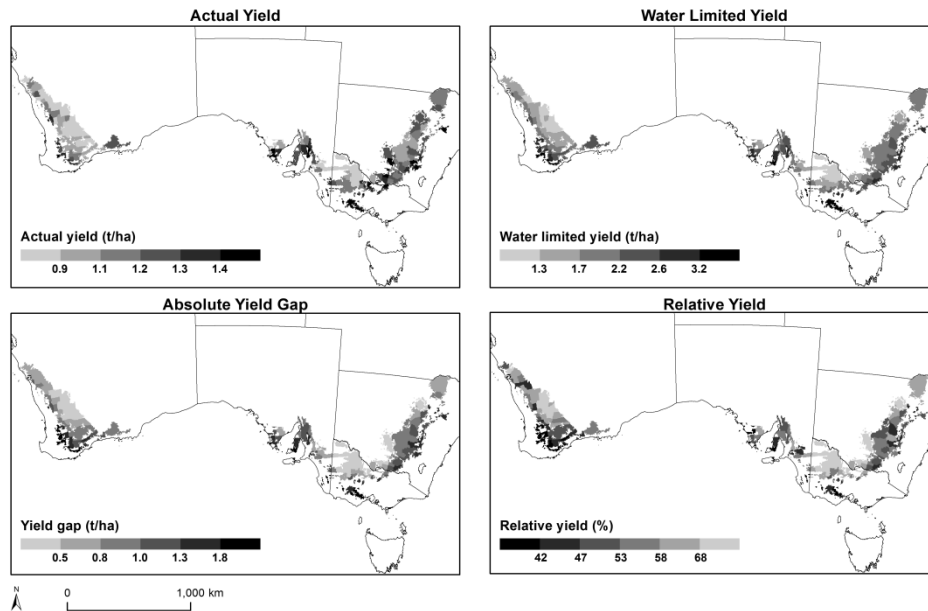 Actual Yield
Water Limited Yield
Actual yield (t/ha)
0.9 1.1 1.2 1.3 1.4
Water limited yield (t/ha)
1.3 1.7 2.2 2.6 3.2
Absolute Yield Gap
Relative Yield
Yield gap (t/ha)
0.5 0.8 1.0 1.3 1.8
Relative yield (%)
42 47 53 58 68
N
0 1,000 km